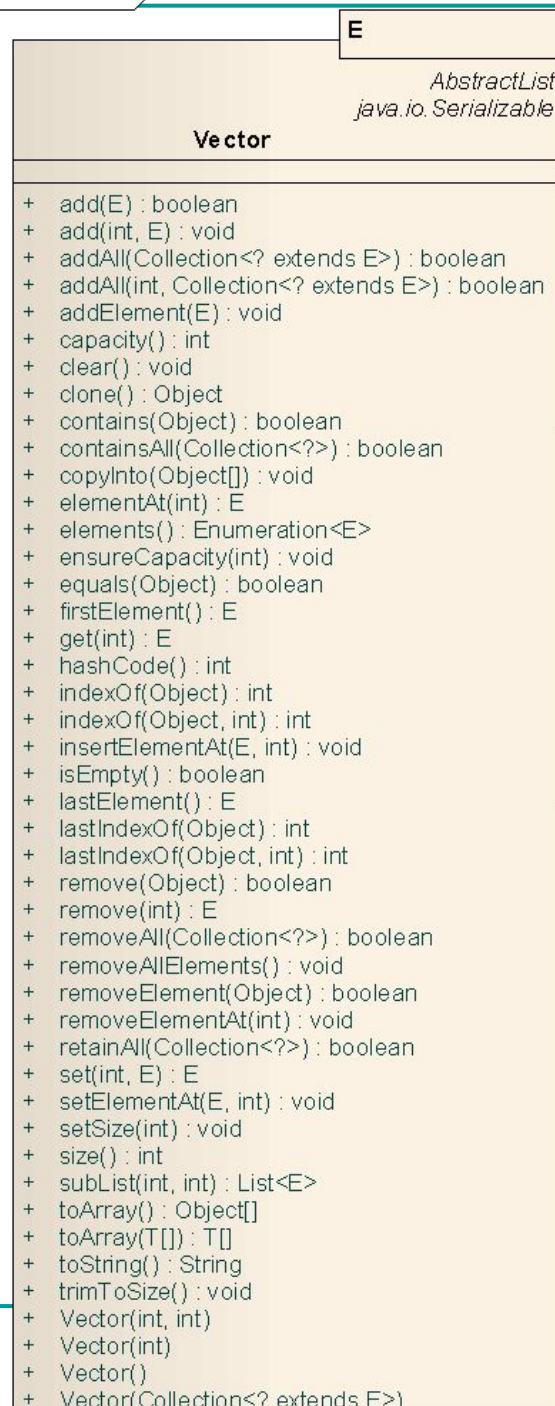 E
AbstractList
java.io.Serializable
Vector
+ add(E) : boolean
+ add(int, E) : void
+ addAll(Collection<? extends E>) : boolean
+ addAll(int, Collection<? extends E>) : boolean
+ addElement(E) : void
+ capacity() : int
+ clear() : void
+ clone() : Object
+ contains(Object) : boolean
+ containsAll(Collection<?>) : boolean
+ copyInto(Object[]) : void
+ elementAt(int) : E
+ elements() : Enumeration<E>
+ ensureCapacity(int) : void
+ equals(Object) : boolean
+ firstElement() : E
+ get(int) : E
+ hashCode() : int
+ indexOf(Object) : int
+ indexOf(Object, int) : int
+ insertElementAt(E, int) : void
+ isEmpty() : boolean
+ lastElement() : E
+ lastIndexOf(Object) : int
+ lastIndexOf(Object, int) : int
+ remove(Object) : boolean
+ remove(int) : E
+ removeAll(Collection<?>) : boolean
+ removeAllElements() : void
+ removeElement(Object) : boolean
+ removeElementAt(int) : void
+ retainAll(Collection<?>) : boolean
+ set(int, E) : E
+ setElementAt(E, int) : void
+ setSize(int) : void
+ size() : int
+ subList(int, int) : List<E>
+ toArray() : Object[]
+ toArray(T[]) : T[]
+ toString() : String
+ trimToSize() : void
+ Vector(int, int)
+ Vector(int)
+ Vector()
+ Vector(Collection<? extends E>)